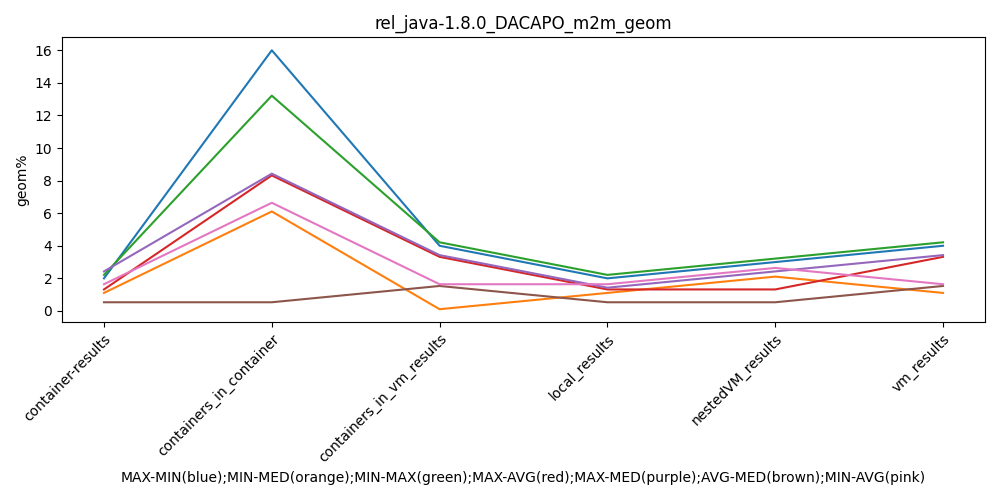 rel_java-1.8.0_DACAPO_m2m_geom
geom%
16
14
12
10
8
6
4
2
0
container-results
containers_in_container
containers_in_vm_results
local_results
nestedVM_results
vm_results
MAX-MIN(blue);MIN-MED(orange);MIN-MAX(green);MAX-AVG(red);MAX-MED(purple);AVG-MED(brown);MIN-AVG(pink)